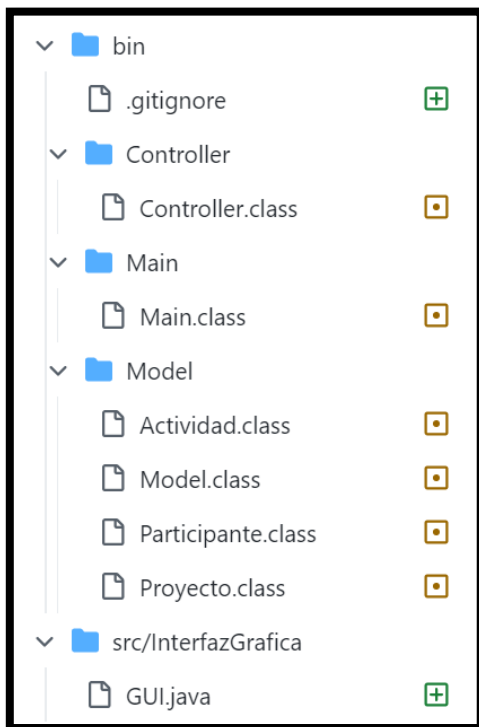 bin
.gitignore
Controller
Controller.class
Main
Main.class
Model
Actividad.class
Model.class
Participante.class
Proyecto.class
src/InterfazGrafica
GUI.java